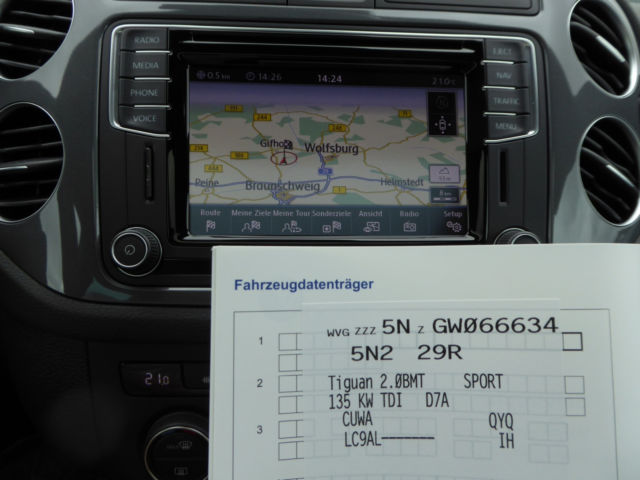 RADIO
MEDIA
PHONE
VOICE
EJECT
NAV
TRAFFIC
MENU
0.5 km 14:26 14:24 21.0°C
Gifhorn
Wolfsburg
Peine
Braunschweig
Helmstedt
Route Meine Ziele Meine Tour Sonderziele Ansicht Radio Setup
21.0
Fahrzeugdatenträger
1 WVG ZZZ 5N Z GW066634
5N2 29R
2 Tiguan 2.0BMT SPORT
135 KW TDI D7A
3 CUWA QYQ
LC9AL------- IH